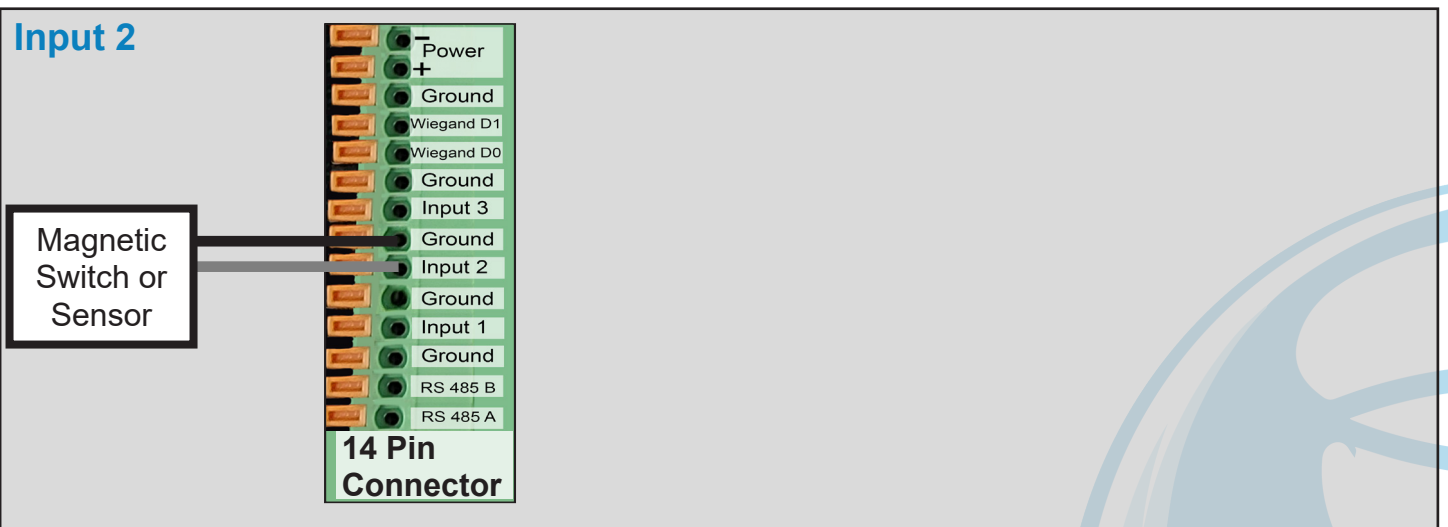 Input 2
-
Power
+
Ground
Wiegand D1
Wiegand D0
Ground
Input 3
Ground
Input 2
Ground
Input 1
Ground
RS 485 B
RS 485 A
14 Pin
Connector
Magnetic
Switch or
Sensor